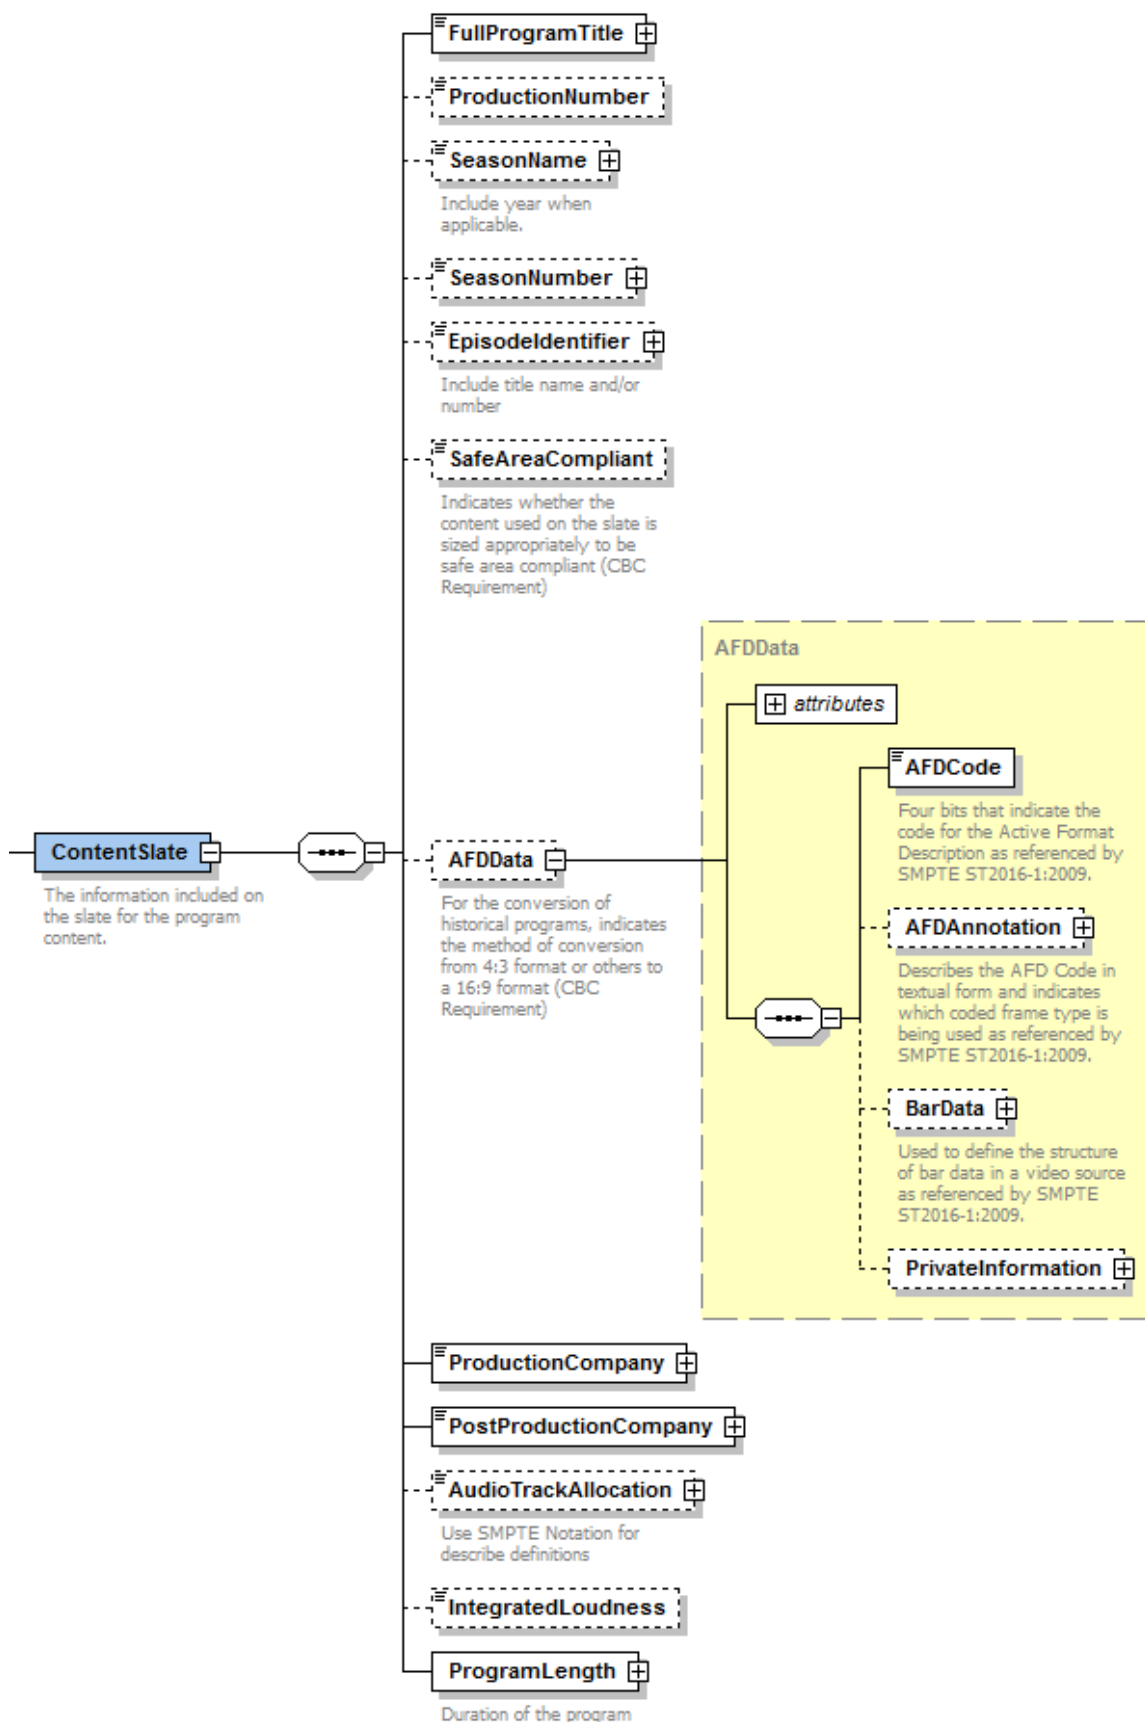 FullProgramTitle
ProductionNumber
SeasonName
Include year when
applicable.
SeasonNumber
EpisodeIdentifier
Include title name and/or
number
SafeAreaCompliant
Indicates whether the
content used on the slate is
sized appropriately to be
safe area compliant (CBC
Requirement)
ContentSlate
The information included on
the slate for the program
content.
AFDData
For the conversion of
historical programs, indicates
the method of conversion
from 4:3 format or others to
a 16:9 format (CBC
Requirement)
AFDData
attributes
AFDCode
Four bits that indicate the
code for the Active Format
Description as referenced by
SMPTE ST2016-1:2009.
AFDAnnotation
Describes the AFD Code in
textual form and indicates
which coded frame type is
being used as referenced by
SMPTE ST2016-1:2009.
BarData
Used to define the structure
of bar data in a video source
as referenced by SMPTE
ST2016-1:2009.
PrivateInformation
ProductionCompany
PostProductionCompany
AudioTrackAllocation
Use SMPTE Notation for
describe definitions
IntegratedLoudness
ProgramLength
Duration of the program